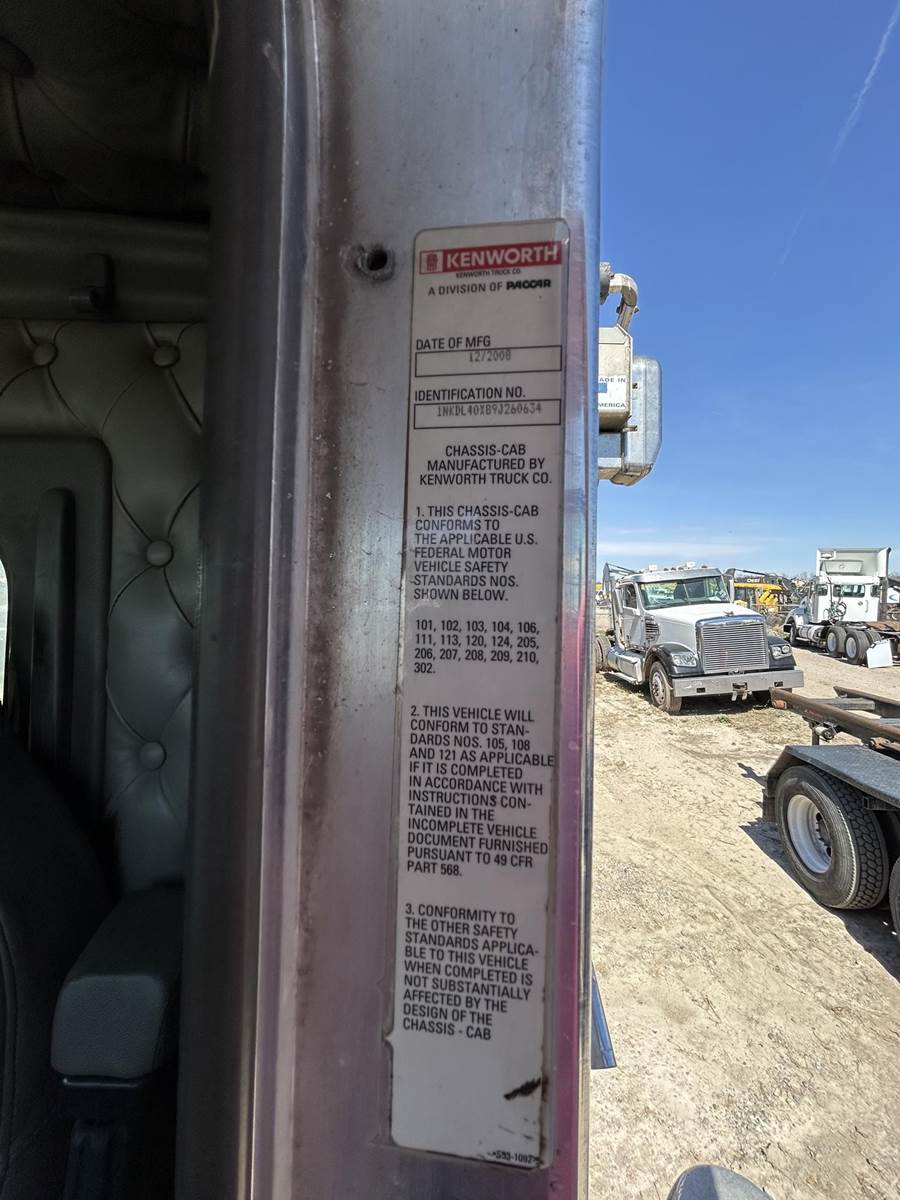 KENWORTH
KENWORTH TRUCK CO.
A DIVISION OF PACCAR
DATE OF MFG
12/2008
IDENTIFICATION NO.
1NKDL40X89J260634
CHASSIS-CAB
MANUFACTURED BY
KENWORTH TRUCK CO.
1. THIS CHASSIS-CAB
CONFORMS TO
THE APPLICABLE U.S.
FEDERAL MOTOR
VEHICLE SAFETY
STANDARDS NOS.
SHOWN BELOW.
101, 102, 103, 104, 106,
111, 113, 120, 124, 205,
206, 207, 208, 209, 210,
302.
2. THIS VEHICLE WILL
CONFORM TO STAN-
DARDS NOS. 105, 108
AND 121 AS APPLICABLE
IF IT IS COMPLETED
IN ACCORDANCE WITH
INSTRUCTIONS CON-
TAINED IN THE
INCOMPLETE VEHICLE
DOCUMENT FURNISHED
PURSUANT TO 49 CFR
PART 568.
3. CONFORMITY TO
THE OTHER SAFETY
STANDARDS APPLICA-
BLE TO THIS VEHICLE
WHEN COMPLETED IS
NOT SUBSTANTIALLY
AFFECTED BY THE
DESIGN OF THE
CHASSIS - CAB
S93-1092
ADE IN
MERICA